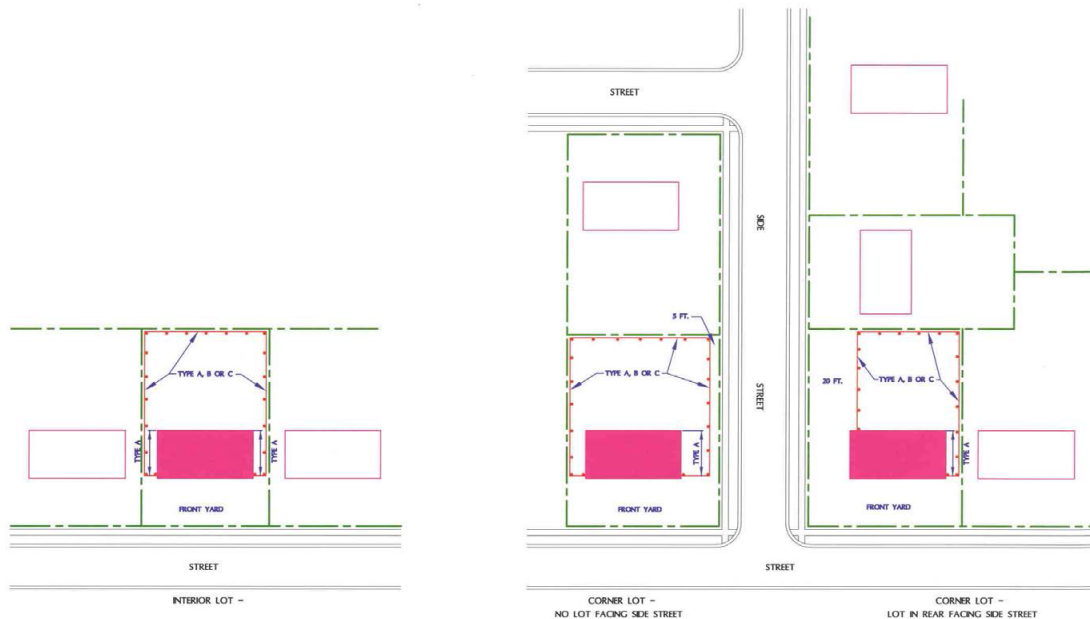 STREET
SIDE
5 FT.
TYPE A, B OR C
TYPE A, B OR C
TYPE A, B OR C
20 FT.
STREET
TYPE A
TYPE A
TYPE A
TYPE A
FRONT YARD
FRONT YARD
FRONT YARD
STREET
STREET
INTERIOR LOT -
CORNER LOT -
NO LOT FACING SIDE STREET
CORNER LOT -
LOT IN REAR FACING SIDE STREET